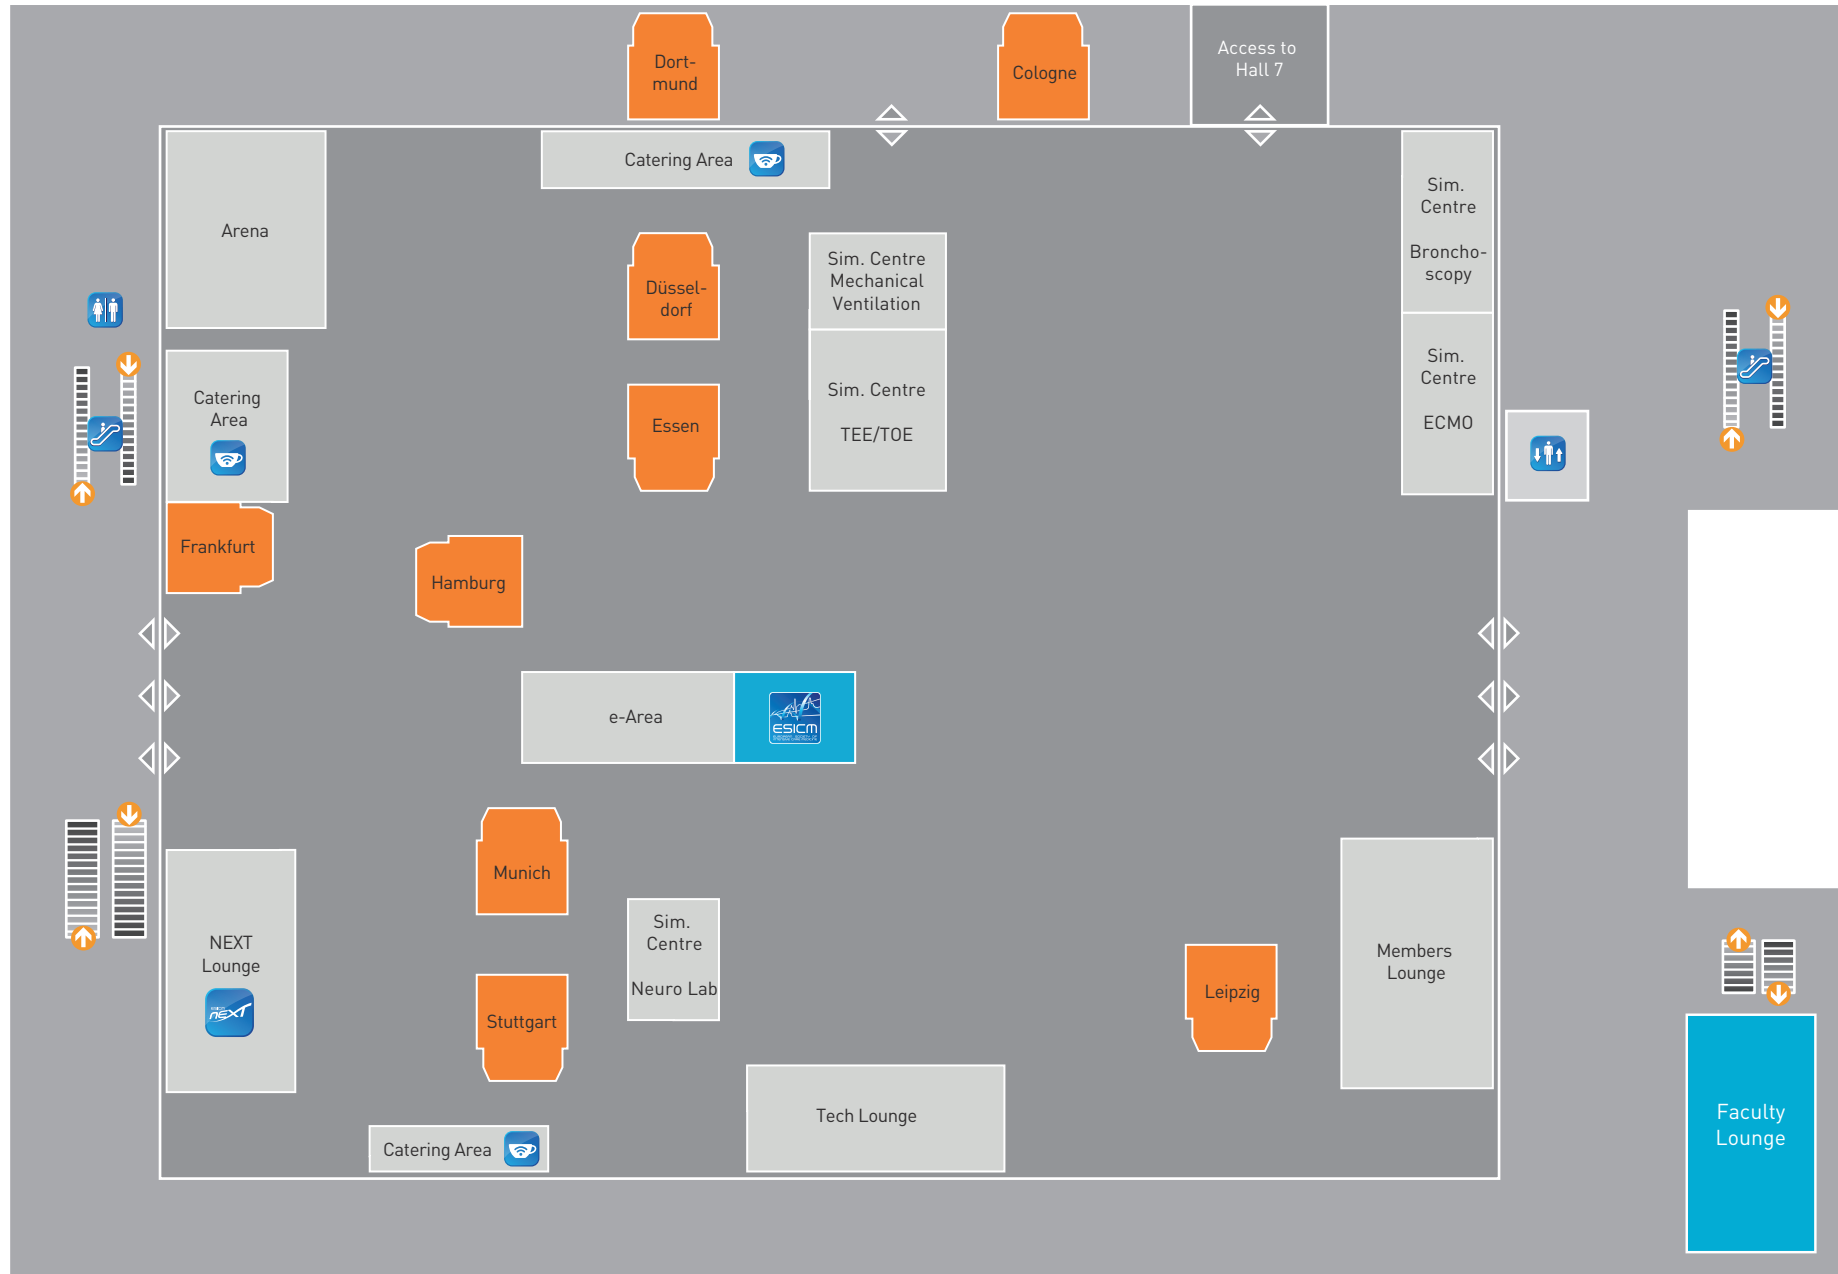 Dort-
mund
Cologne
Access to
Hall 7
Catering Area
Arena
Sim.
Centre
Broncho-
scopy
Düssel-
dorf
Sim. Centre
Mechanical
Ventilation
Sim. Centre
TEE/TOE
Sim.
Centre
ECMO
Catering
Area
Essen
Frankfurt
Hamburg
e-Area
ESICM
Munich
Sim.
Centre
Neuro Lab
NEXT
Lounge
NEXT
Stuttgart
Leipzig
Members
Lounge
Tech Lounge
Catering Area
Faculty
Lounge